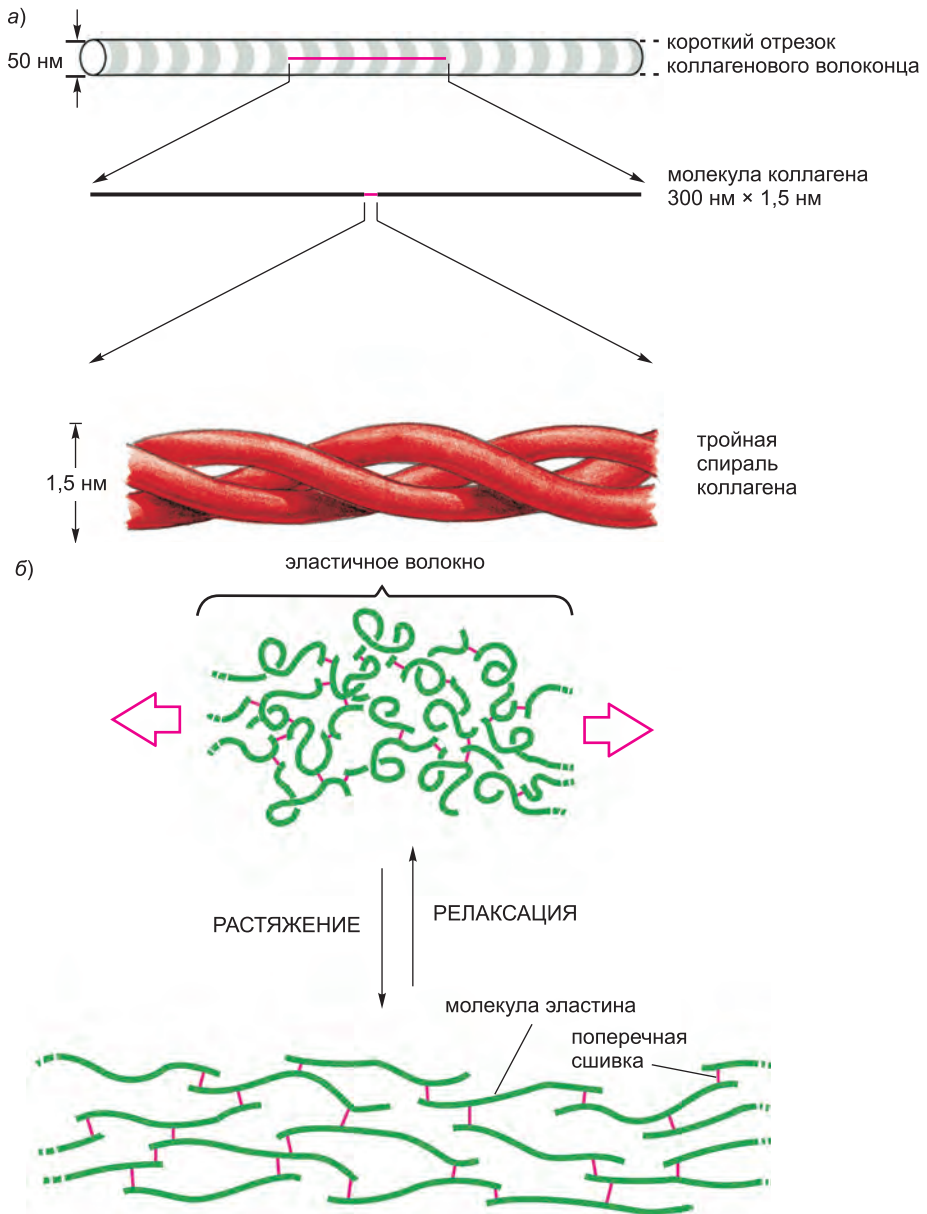 а)
50 нм
короткий отрезок
коллагенового волоконца
молекула коллагена
300 нм × 1,5 нм
1,5 нм
тройная
спираль
коллагена
б)
эластичное волокно
РАСТЯЖЕНИЕ
РЕЛАКСАЦИЯ
молекула эластина
поперечная
сшивка